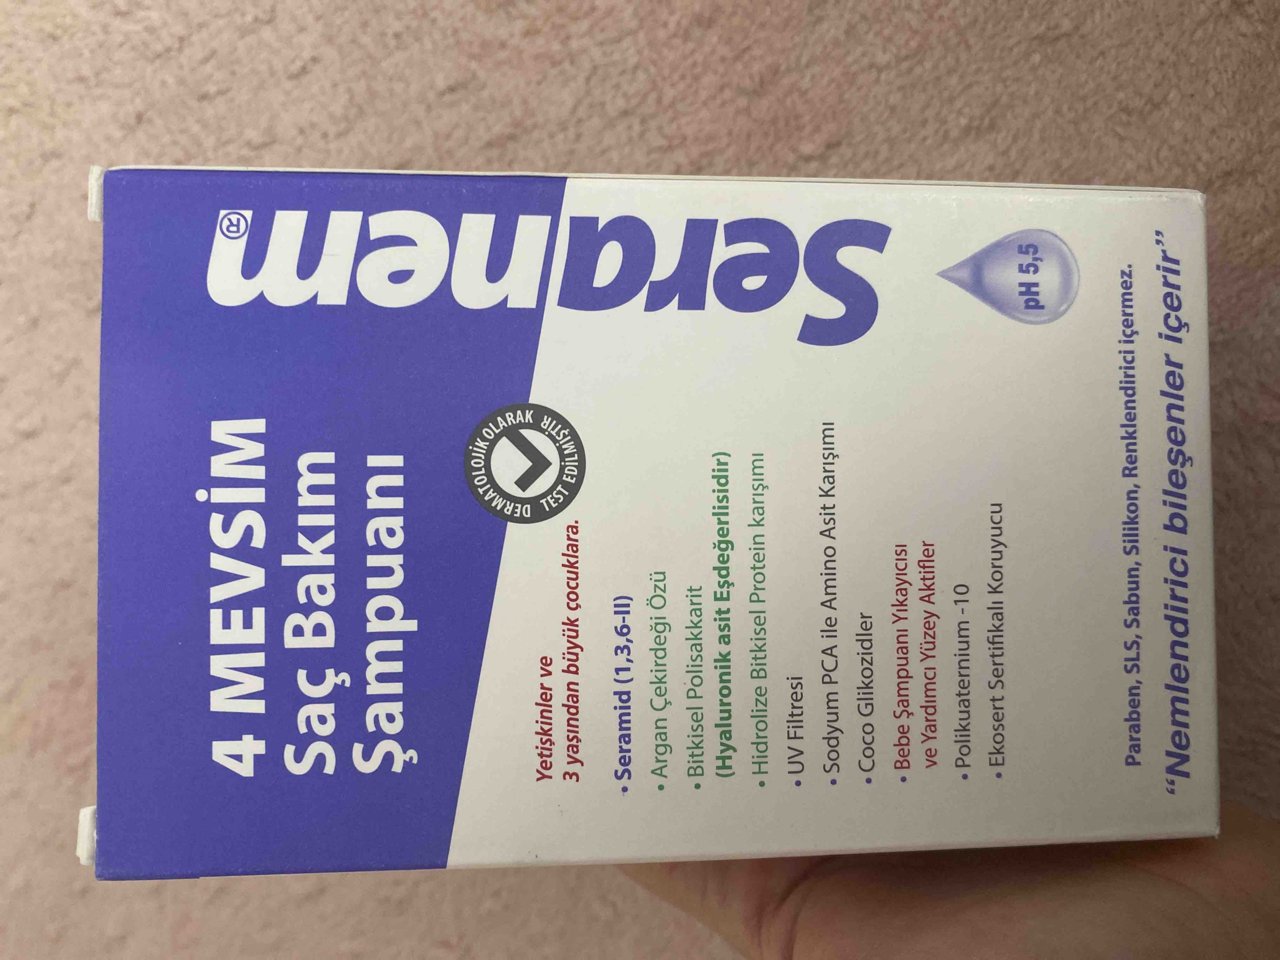 Seranem®
4 MEVSİM
Saç Bakım
Şampuanı
DERMATOLOJİK OLARAK
TEST EDİLMİŞTİR
Yetişkinler ve
3 yaşından büyük çocuklara.
• Seramid (1,3,6-II)
• Argan Çekirdeği Özü
• Bitkisel Polisakkarit
(Hyaluronik asit Eşdeğerlisidir)
• Hidrolize Bitkisel Protein karışımı
• UV Filtresi
• Sodyum PCA ile Amino Asit Karışımı
• Coco Glikozidler
• Bebe Şampuanı Yıkayıcısı
ve Yardımcı Yüzey Aktifler
• Polikuaternium -10
• Ekosert Sertifikalı Koruyucu
pH 5,5
Paraben, SLS, Sabun, Silikon, Renklendirici içermez.
“Nemlendirici bileşenler içerir”